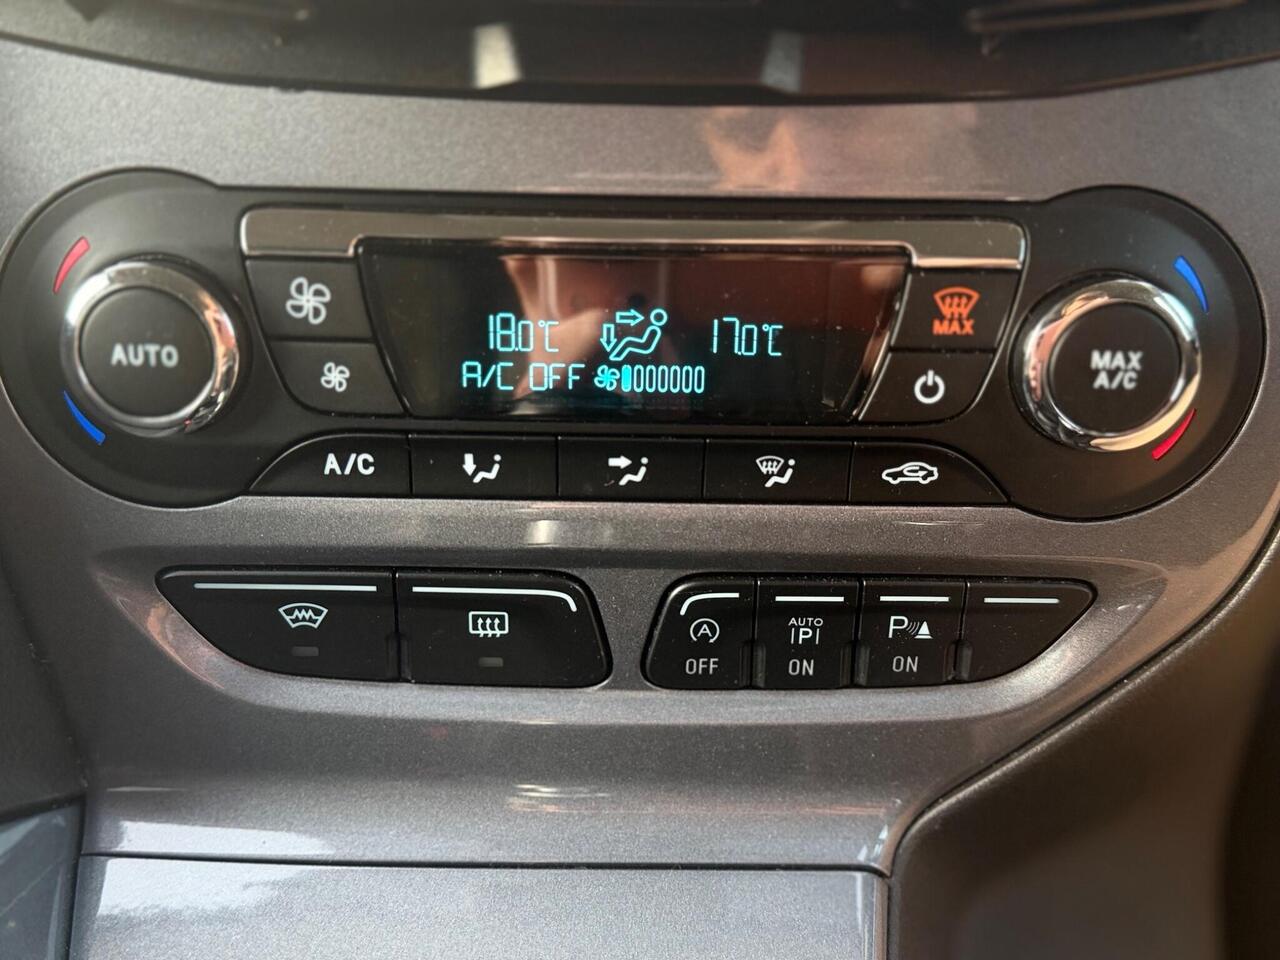 AUTO
18.0°C
17.0°C
A/C OFF
MAX
MAX
A/C
A/C
A
OFF
AUTO
P
ON
P
ON